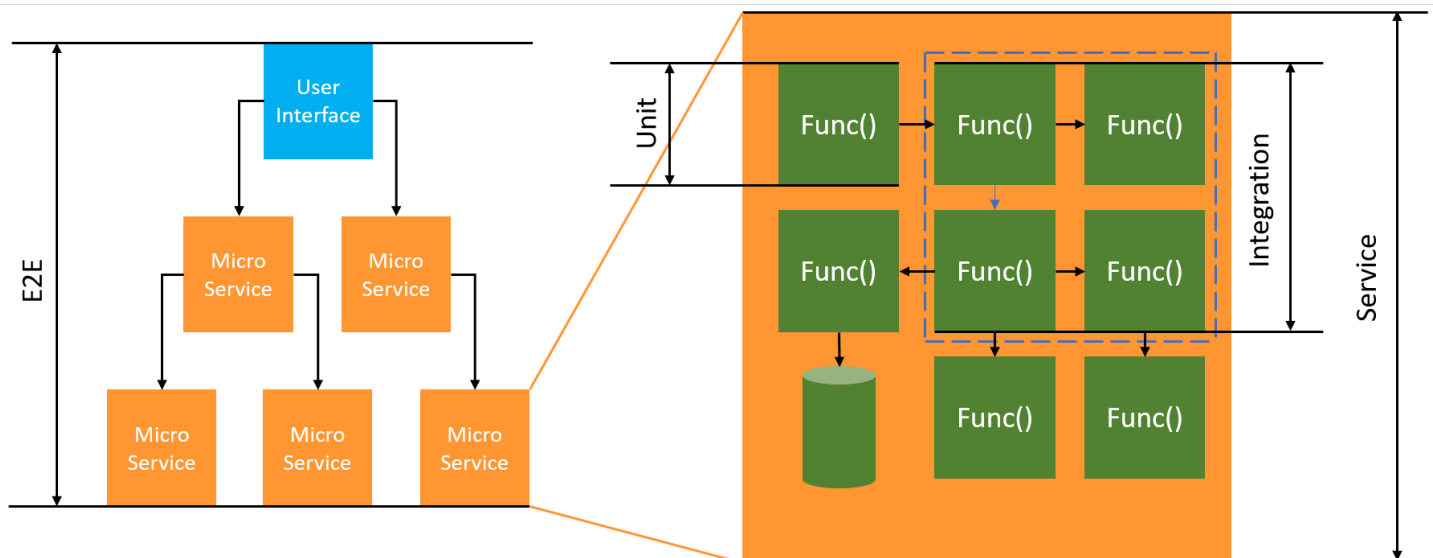 E2E
User
Interface
Micro
Service
Micro
Service
Micro
Service
Micro
Service
Micro
Service
Unit
Func()
Func()
Func()
Func()
Func()
Func()
Func()
Func()
Integration
Service